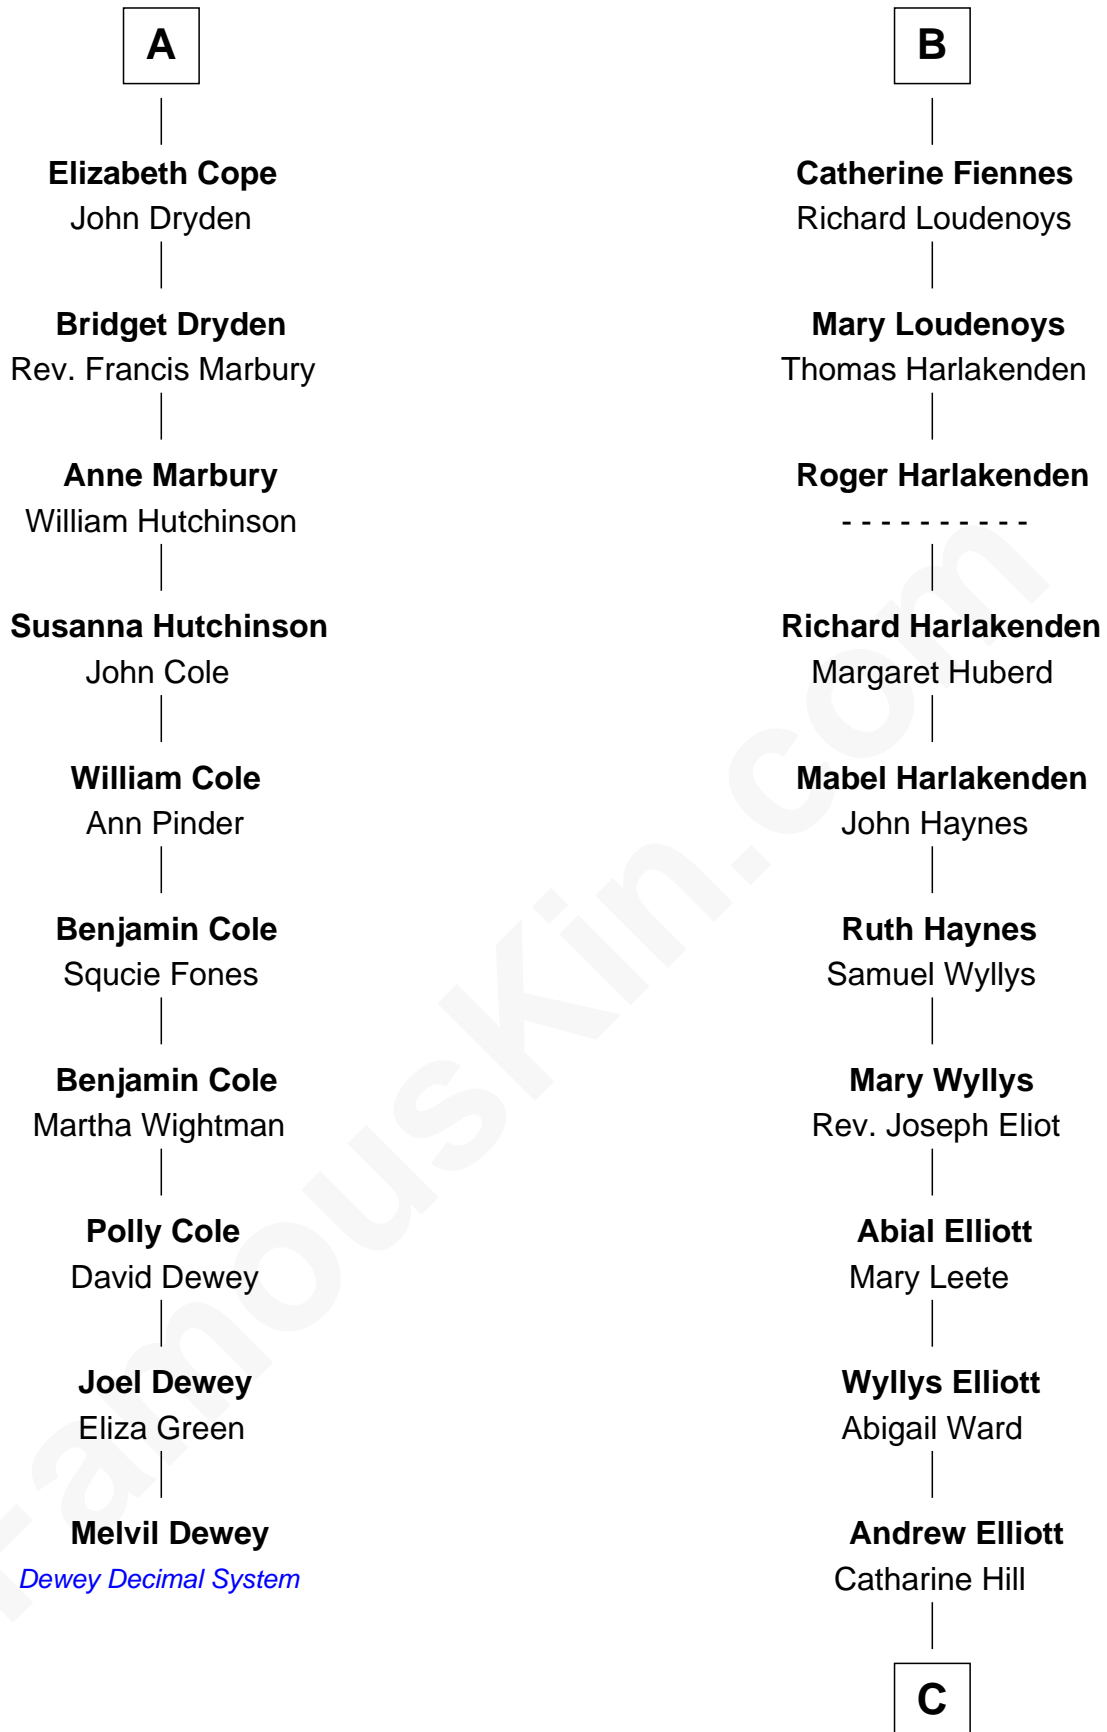 A
Elizabeth Cope
John Dryden
Bridget Dryden
Rev. Francis Marbury
Anne Marbury
William Hutchinson
Susanna Hutchinson
John Cole
William Cole
Ann Pinder
Benjamin Cole
Squcie Fones
Benjamin Cole
Martha Wightman
Polly Cole
David Dewey
Joel Dewey
Eliza Green
Melvil Dewey
Dewey Decimal System
B
Catherine Fiennes
Richard Loudenoys
Mary Loudenoys
Thomas Harlakenden
Roger Harlakenden
- - - - - - - - - -
Richard Harlakenden
Margaret Huberd
Mabel Harlakenden
John Haynes
Ruth Haynes
Samuel Wyllys
Mary Wyllys
Rev. Joseph Eliot
Abial Elliott
Mary Leete
Wyllys Elliott
Abigail Ward
Andrew Elliott
Catharine Hill
C
FamousKin.com